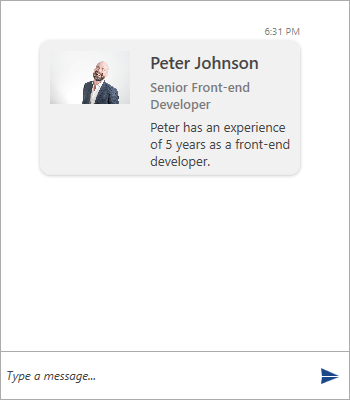 6:31 PM
Peter Johnson
Senior Front-end
Developer
Peter has an experience
of 5 years as a front-end
developer.
Type a message...